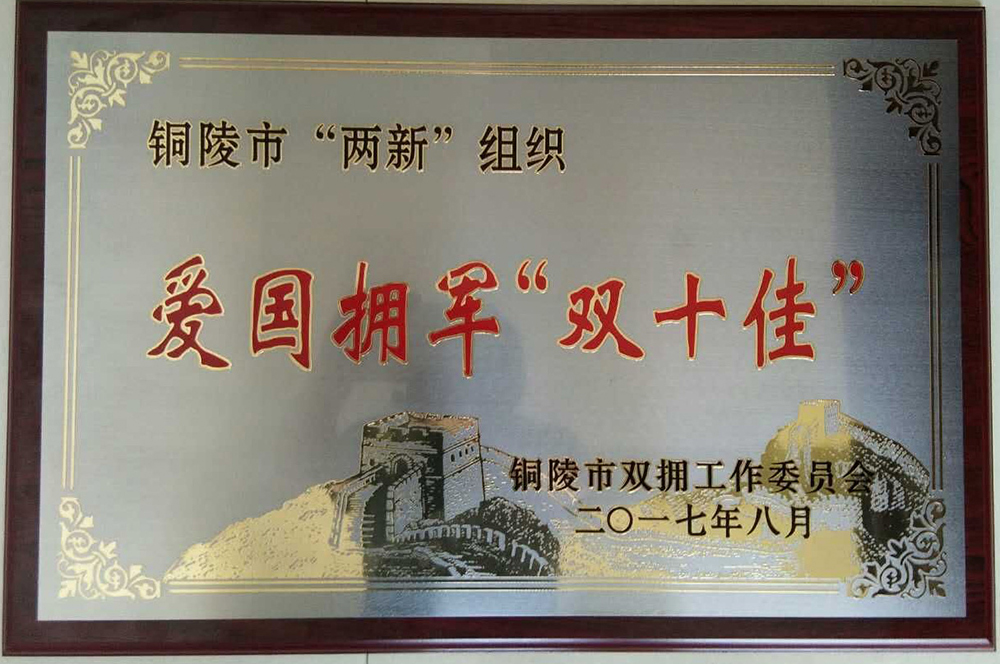 铜陵市“两新”组织
爱国拥军“双十佳”
铜陵市双拥工作委员会
二〇一七年八月